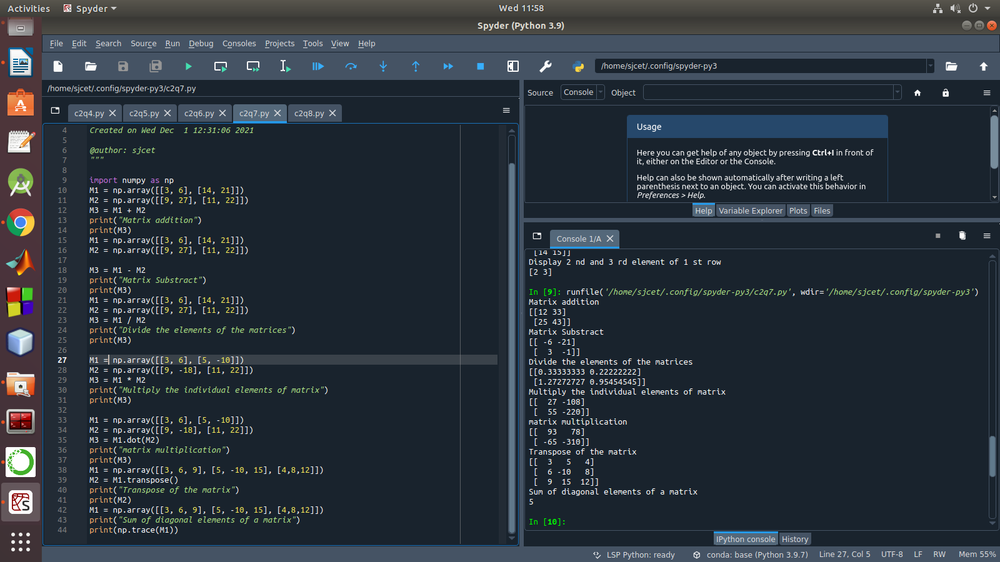 Activities Spyder Wed 11:58
Spyder (Python 3.9)
File Edit Search Source Run Debug Consoles Projects Tools View Help
/home/sjcet/.config/spyder-py3
/home/sjcet/.config/spyder-py3/c2q7.py
c2q4.py c2q5.py c2q6.py c2q7.py c2q8.py
4 Created on Wed Dec  1 12:31:06 2021
5
6 @author: sjcet
7 """
8
9 import numpy as np
10 M1 = np.array([[3, 6], [14, 21]])
11 M2 = np.array([[9, 27], [11, 22]])
12 M3 = M1 + M2
13 print("Matrix addition")
14 print(M3)
15 M1 = np.array([[3, 6], [14, 21]])
16 M2 = np.array([[9, 27], [11, 22]])
17
18 M3 = M1 - M2
19 print("Matrix Substract")
20 print(M3)
21 M1 = np.array([[3, 6], [14, 21]])
22 M2 = np.array([[9, 27], [11, 22]])
23 M3 = M1 / M2
24 print("Divide the elements of the matrices")
25 print(M3)
26
27 M1 = np.array([[3, 6], [5, -10]])
28 M2 = np.array([[9, -18], [11, 22]])
29 M3 = M1 * M2
30 print("Multiply the individual elements of matrix")
31 print(M3)
32
33 M1 = np.array([[3, 6], [5, -10]])
34 M2 = np.array([[9, -18], [11, 22]])
35 M3 = M1.dot(M2)
36 print("matrix multiplication")
37 print(M3)
38 M1 = np.array([[3, 6, 9], [5, -10, 15], [4,8,12]])
39 M2 = M1.transpose()
40 print("Transpose of the matrix")
41 print(M2)
42 M1 = np.array([[3, 6, 9], [5, -10, 15], [4,8,12]])
43 print("Sum of diagonal elements of a matrix")
44 print(np.trace(M1))
Source Console Object
Usage
Here you can get help of any object by pressing Ctrl+I in front of
it, either on the Editor or the Console.
Help can also be shown automatically after writing a left
parenthesis next to an object. You can activate this behavior in
Preferences > Help.
Help Variable Explorer Plots Files
Console 1/A
[14 15]]
Display 2 nd and 3 rd element of 1 st row
[2 3]
In [9]: runfile('/home/sjcet/.config/spyder-py3/c2q7.py', wdir='/home/sjcet/.config/spyder-py3')
Matrix addition
[[12 33]
[25 43]]
Matrix Substract
[[ -6 -21]
[  3  -1]]
Divide the elements of the matrices
[[0.33333333 0.22222222]
[1.27272727 0.95454545]]
Multiply the individual elements of matrix
[[  27 -108]
[  55 -220]]
matrix multiplication
[[  93   78]
[ -65 -310]]
Transpose of the matrix
[[  3   5   4]
[  6 -10   8]
[  9  15  12]]
Sum of diagonal elements of a matrix
5
In [10]:
IPython console History
LSP Python: ready conda: base (Python 3.9.7) Line 27, Col 5 UTF-8 LF RW Mem 55%